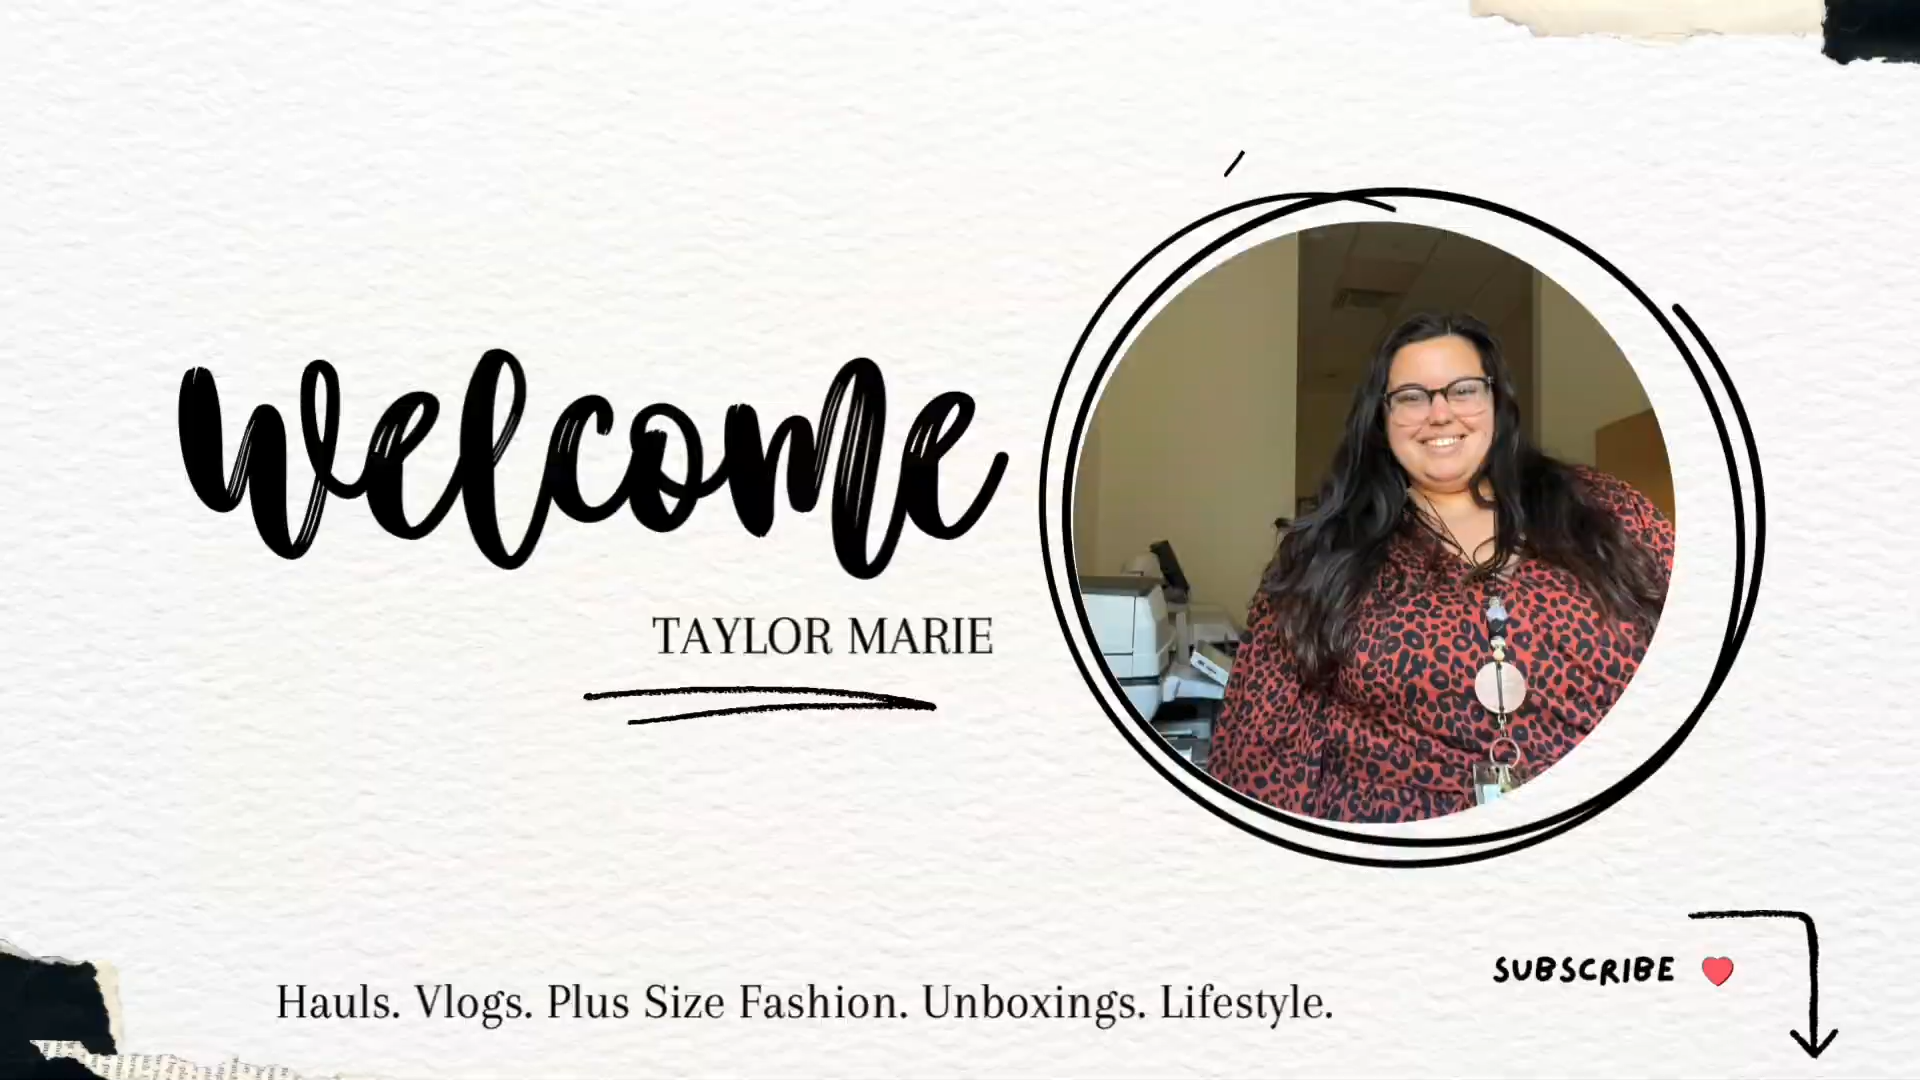 welcome
TAYLOR MARIE
SUBSCRIBE
Hauls. Vlogs. Plus Size Fashion. Unboxings. Lifestyle.